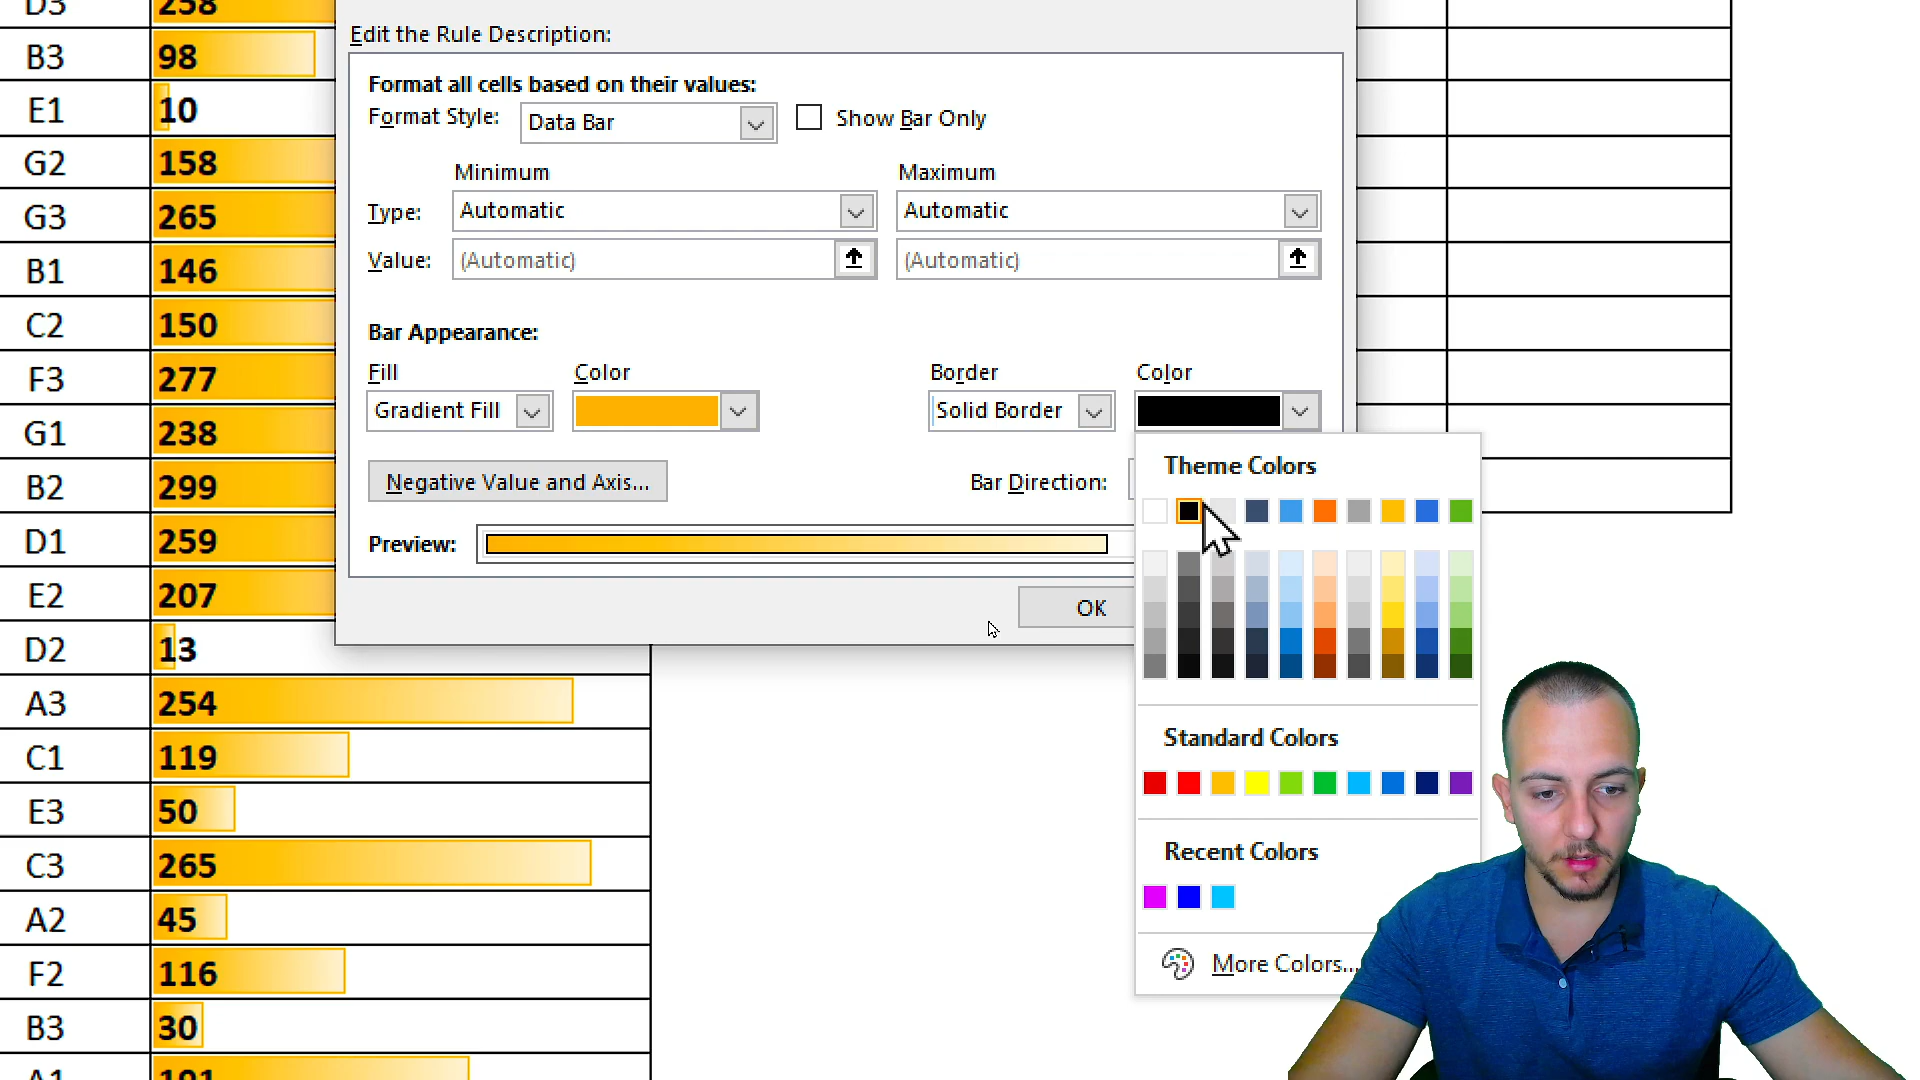 D3 258
B3 98
E1 10
G2 158
G3 265
B1 146
C2 150
F3 277
G1 238
B2 299
D1 259
E2 207
D2 13
A3 254
C1 119
E3 50
C3 265
A2 45
F2 116
B3 30
A1 191
Edit the Rule Description:
Format all cells based on their values:
Format Style: Data Bar Show Bar Only
Minimum Maximum
Type: Automatic Automatic
Value: (Automatic) (Automatic)
Bar Appearance:
Fill Color Border Color
Gradient Fill Solid Border
Negative Value and Axis... Bar Direction:
Preview:
OK
Theme Colors
Standard Colors
Recent Colors
More Colors...